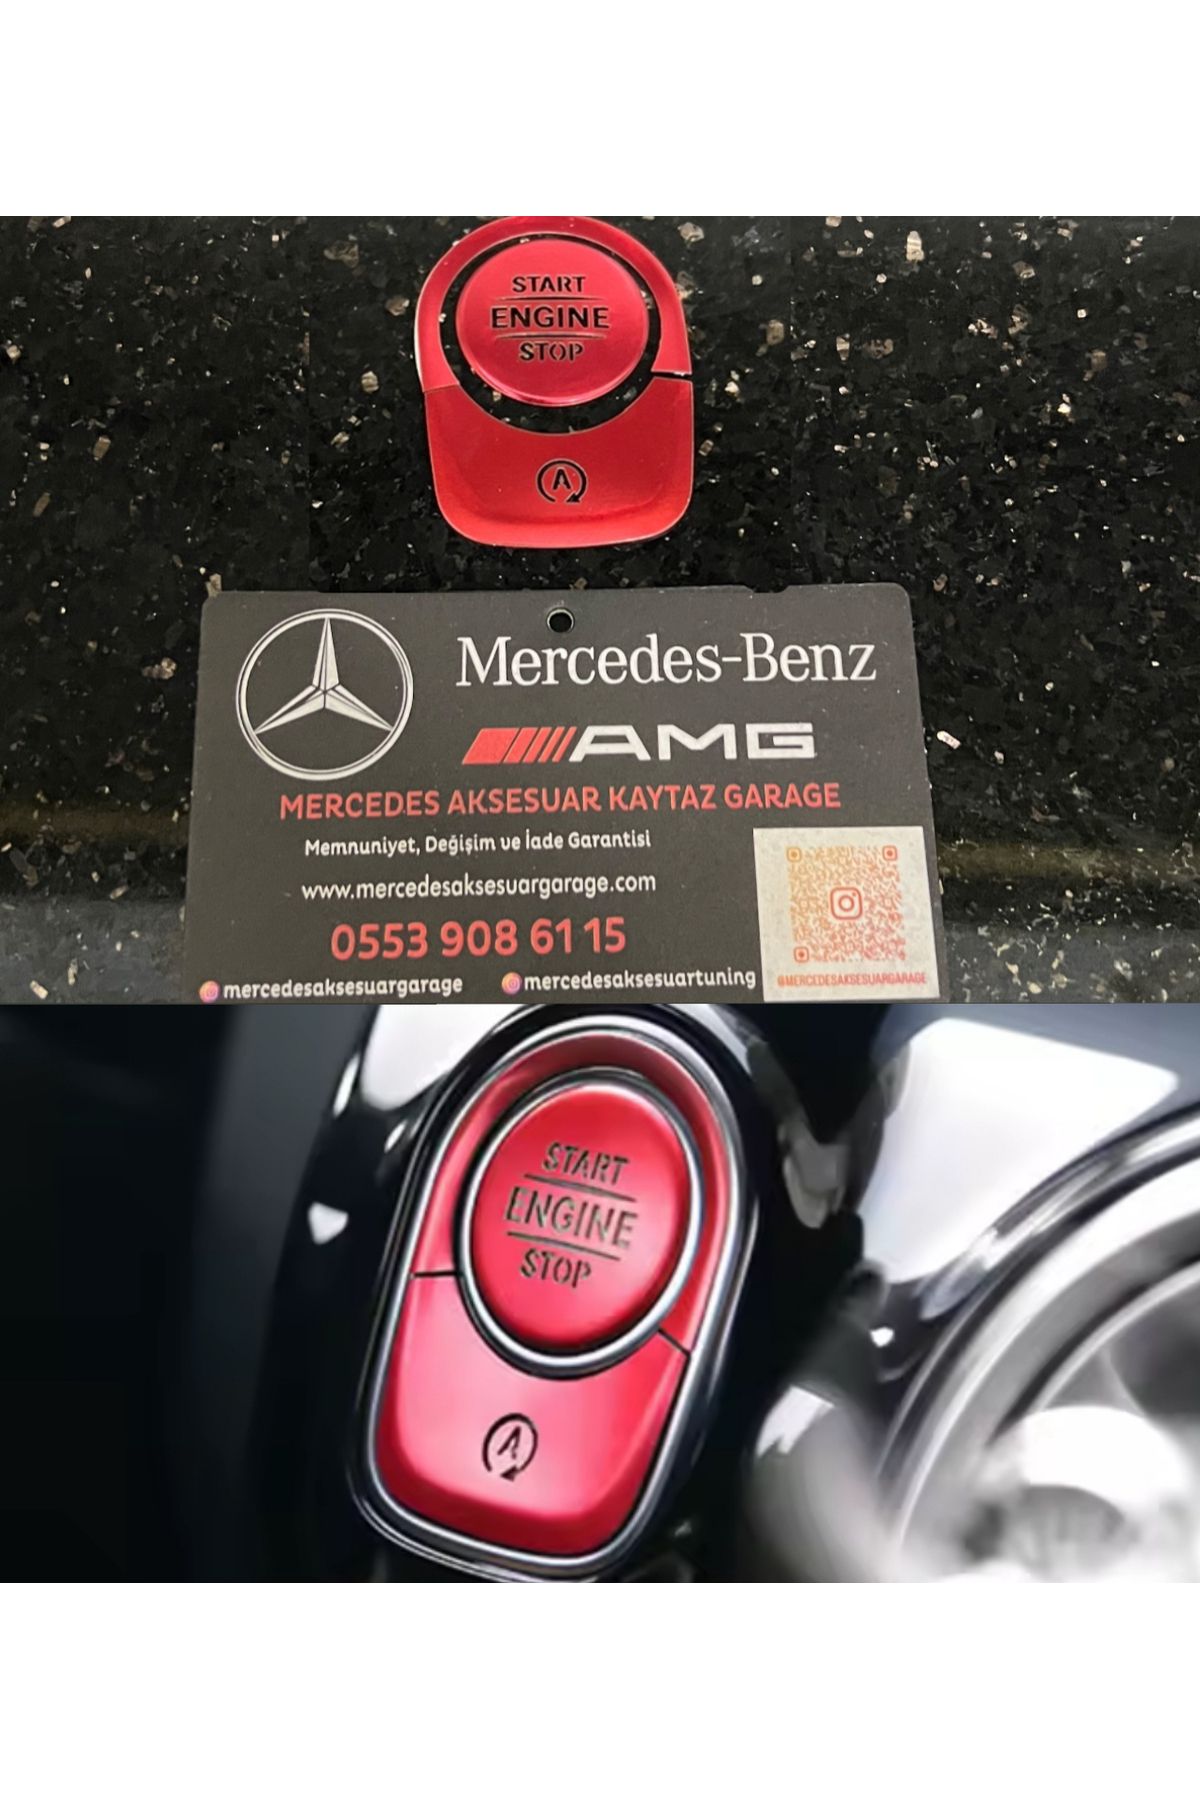 START
ENGINE
STOP
A
Mercedes-Benz
AMG
MERCEDES AKSESUAR KAYTAZ GARAGE
Memnuniyet, Değişim ve İade Garantisi
www.mercedesaksesuargarage.com
0553 908 61 15
mercedesaksesuargarage
mercedesaksesuartuning
@MERCEDESAKSESUARGARAGE
START
ENGINE
STOP
A